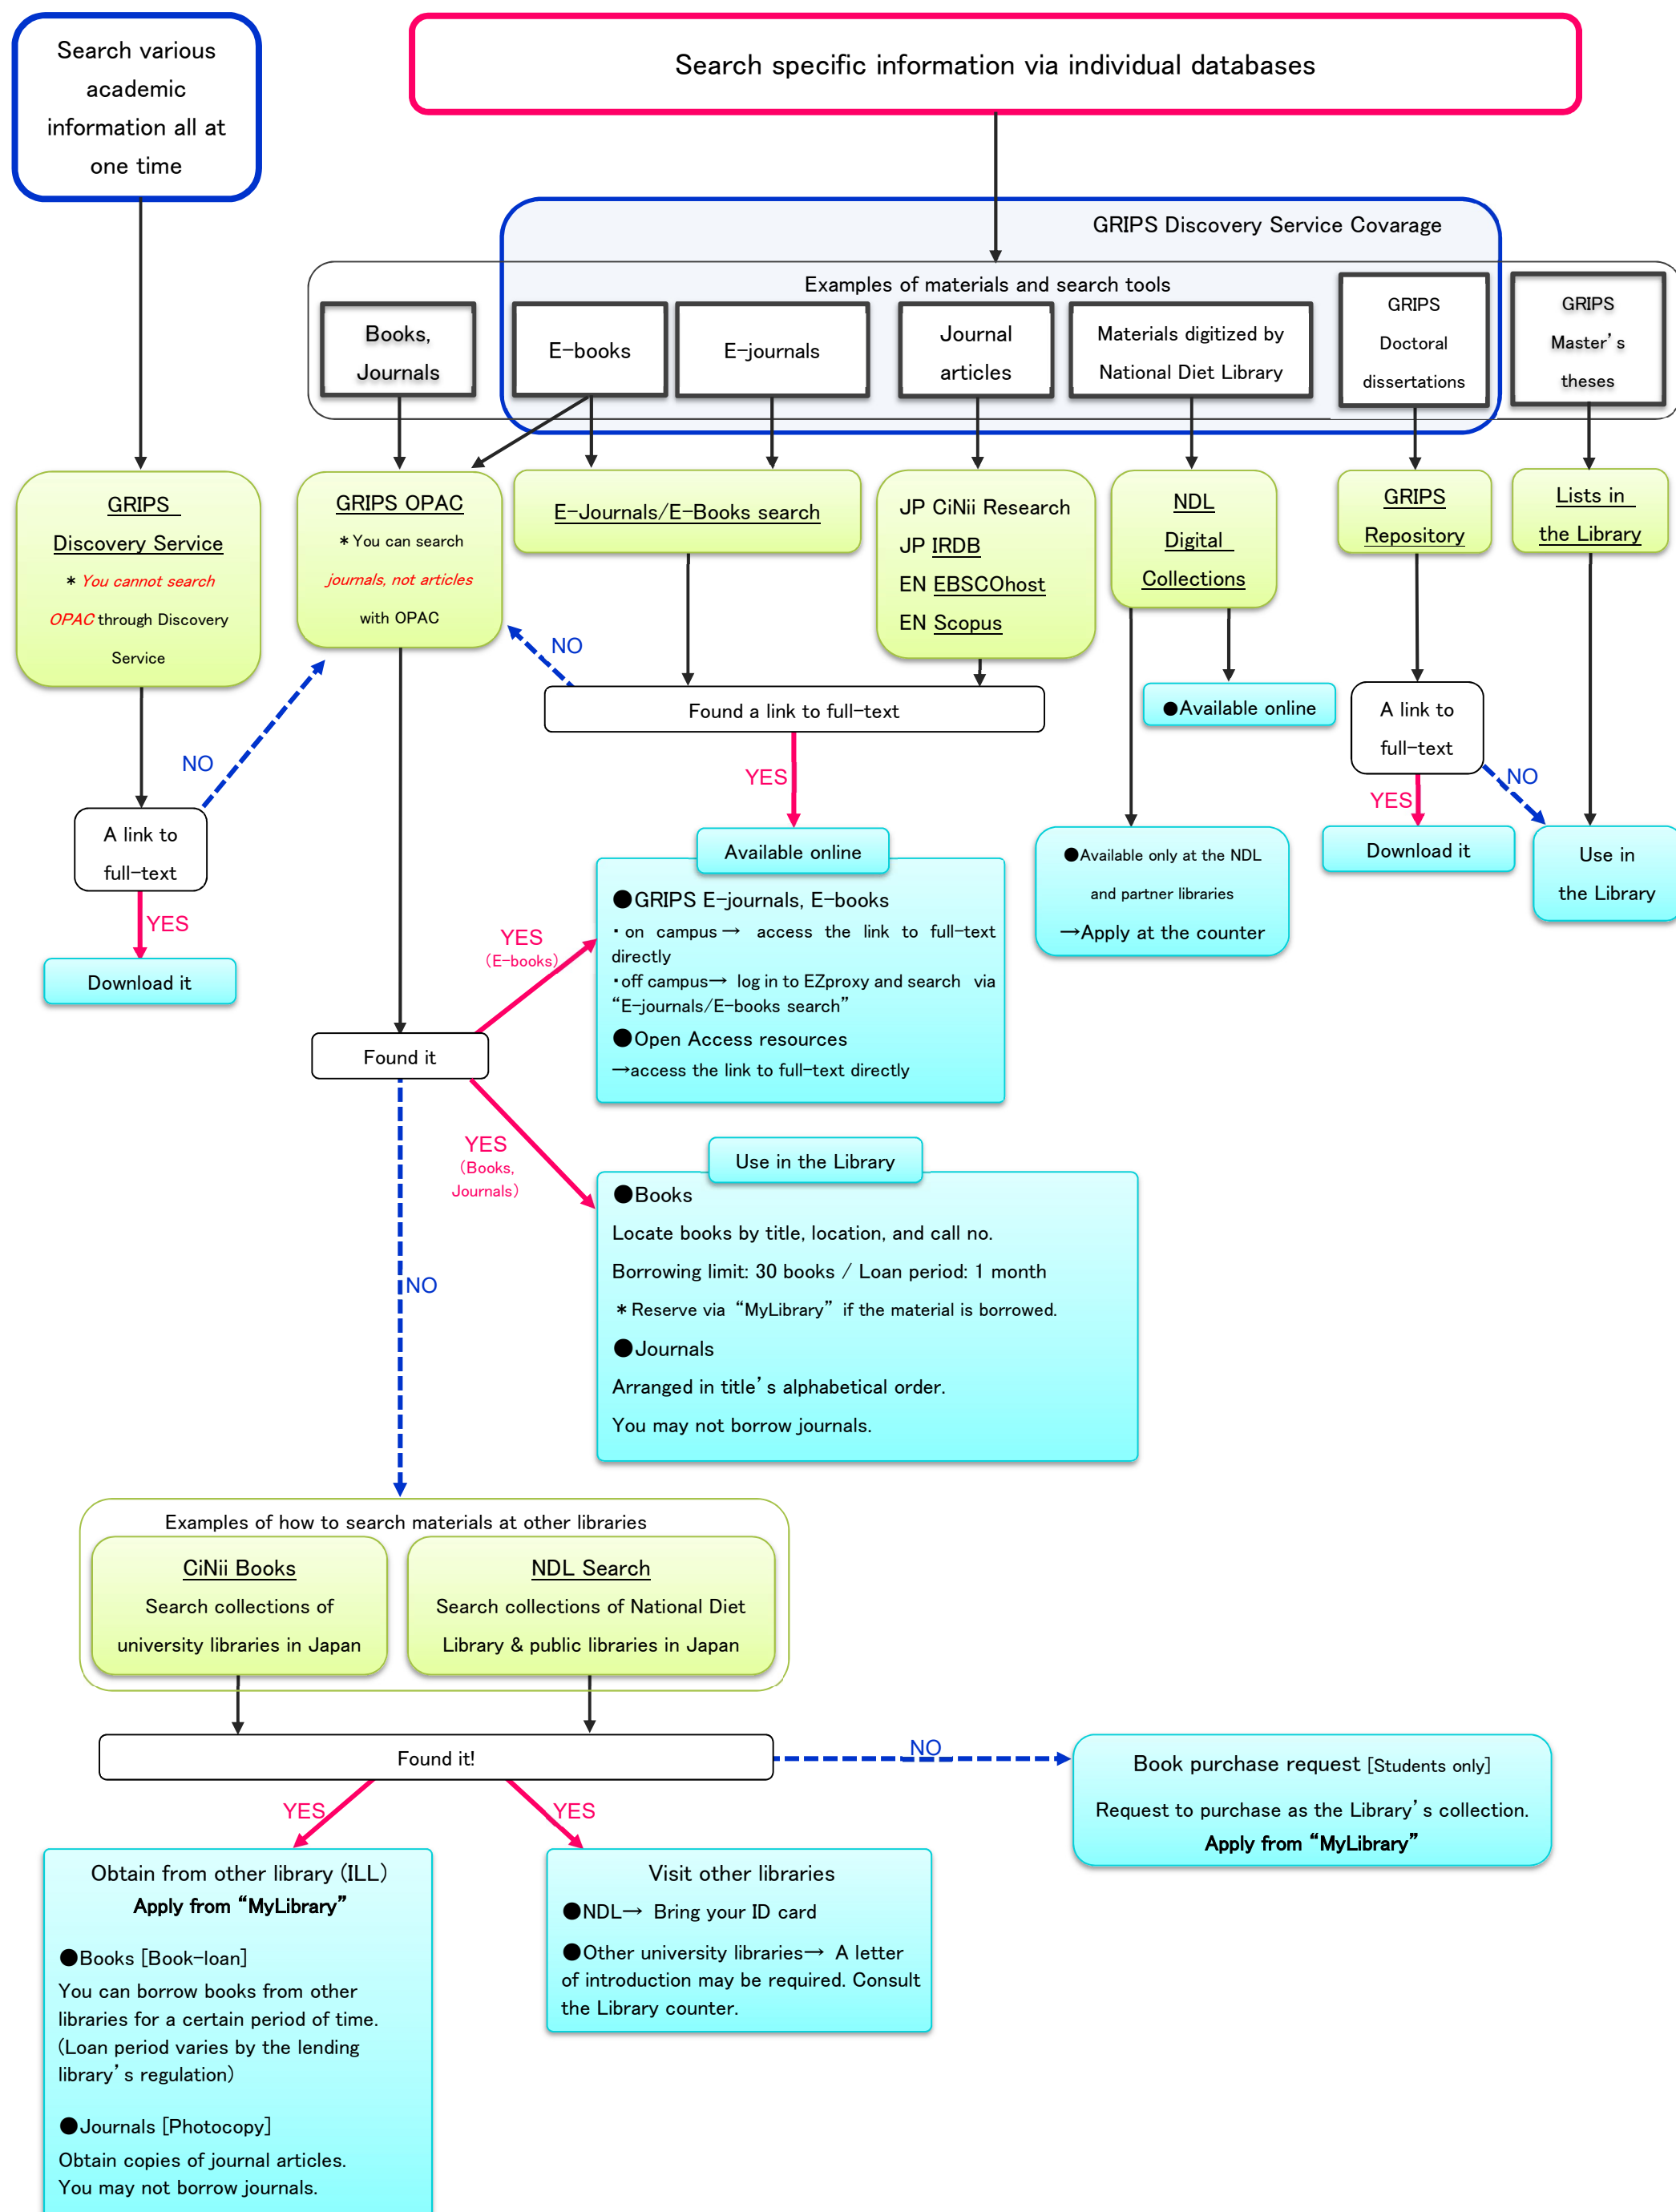 Search various
academic
information all at
one time
Search specific information via individual databases
GRIPS Discovery Service Covarage
Examples of materials and search tools
Books,
Journals
E-books
E-journals
Journal
articles
Materials digitized by
National Diet Library
GRIPS
Doctoral
dissertations
GRIPS
Master’s
theses
GRIPS
Discovery Service
* You cannot search
OPAC through Discovery
Service
GRIPS OPAC
* You can search
journals, not articles
with OPAC
E-Journals/E-Books search
JP CiNii Research
JP IRDB
EN EBSCOhost
EN Scopus
NDL
Digital
Collections
GRIPS
Repository
Lists in
the Library
NO
NO
Found a link to full-text
●Available online
A link to
full-text
NO
YES
YES
A link to
full-text
YES
Download it
Available online
●GRIPS E-journals, E-books
・on campus→ access the link to full-text
directly
・off campus→ log in to EZproxy and search via
“E-journals/E-books search”
●Open Access resources
→access the link to full-text directly
●Available only at the NDL
and partner libraries
→Apply at the counter
Download it
Use in
the Library
YES
(E-books)
Found it
YES
(Books,
Journals)
NO
Use in the Library
●Books
Locate books by title, location, and call no.
Borrowing limit: 30 books / Loan period: 1 month
* Reserve via “MyLibrary” if the material is borrowed.
●Journals
Arranged in title’s alphabetical order.
You may not borrow journals.
Examples of how to search materials at other libraries
CiNii Books
Search collections of
university libraries in Japan
NDL Search
Search collections of National Diet
Library & public libraries in Japan
Found it!
NO
YES
YES
Book purchase request [Students only]
Request to purchase as the Library’s collection.
Apply from “MyLibrary”
Obtain from other library (ILL)
Apply from “MyLibrary”
●Books [Book-loan]
You can borrow books from other
libraries for a certain period of time.
(Loan period varies by the lending
library’s regulation)
●Journals [Photocopy]
Obtain copies of journal articles.
You may not borrow journals.
Visit other libraries
●NDL→ Bring your ID card
●Other university libraries→ A letter
of introduction may be required. Consult
the Library counter.